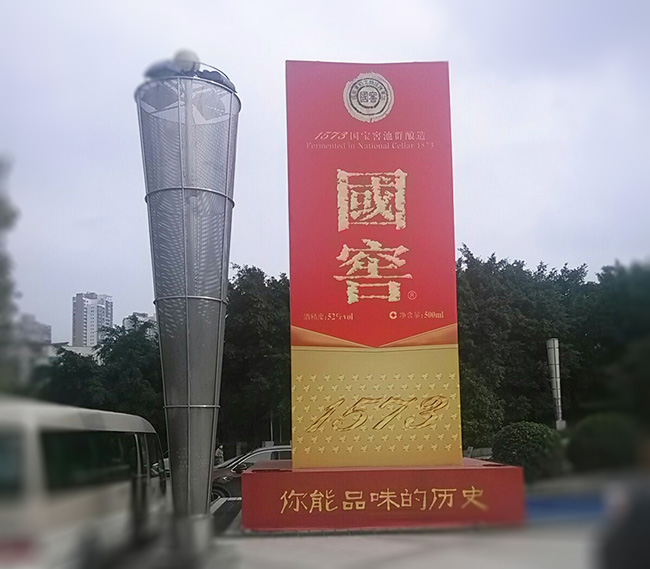 國窖
1573国宝窖池群酿造
Fermented in National Cellar 1573
國
窖®
酒精度:52%vol
净含量:500ml
1573
你能品味的历史